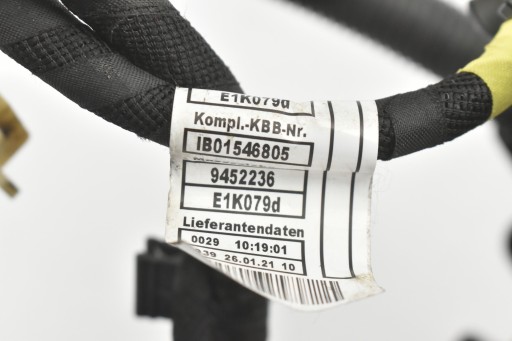 E1K079d
Kompl.-KBB-Nr.
IB01546805
9452236
E1K079d
Lieferantendaten
0029 10:19:01
26.01.21 10